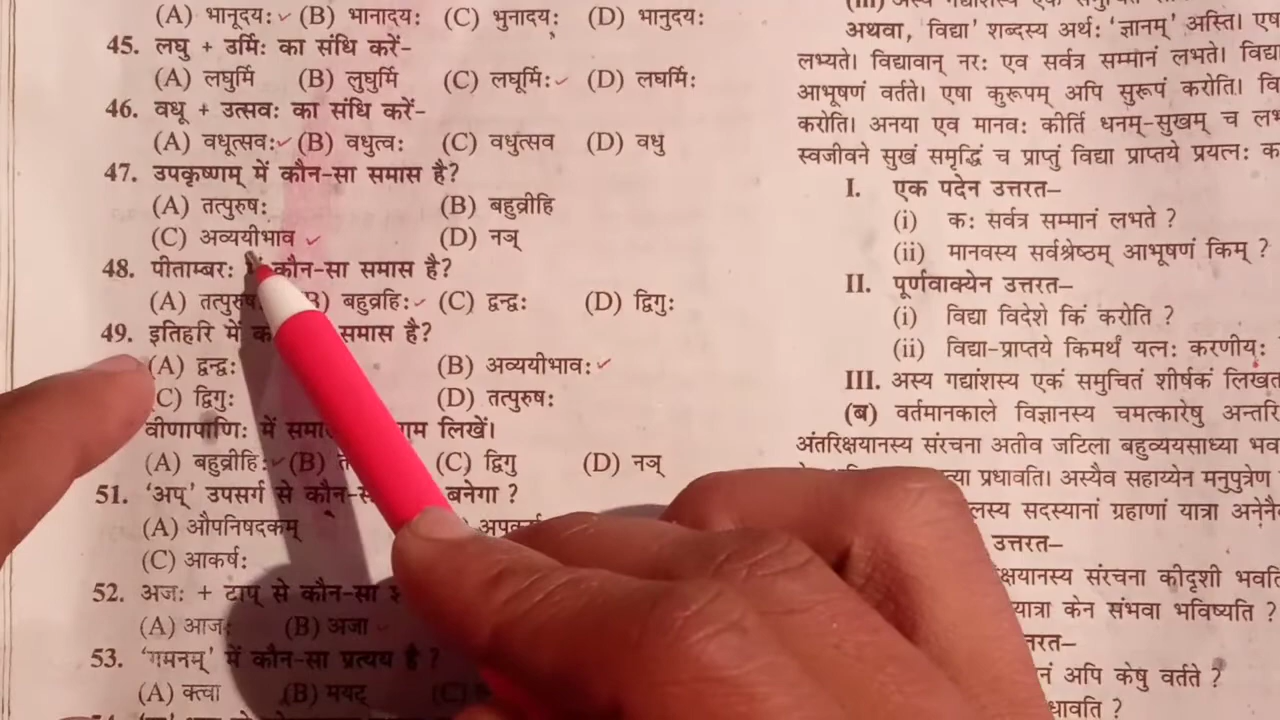 (A) भानूदयः (B) भानादयः (C) भुनादयः (D) भानुदयः
45. लघु + उर्मिः का संधि करें-
(A) लघुर्मि (B) लुघुर्मि (C) लघूर्मिः (D) लघर्मिः
46. वधू + उत्सवः का संधि करें-
(A) वधूत्सवः (B) वधुत्वः (C) वधुत्सव (D) वधु
47. उपकृष्णम् में कौन-सा समास है?
(A) तत्पुरुषः (B) बहुव्रीहि
(C) अव्ययीभाव (D) नञ्
48. पीताम्बरः कौन-सा समास है?
(A) तत्पुरुष (B) बहुव्रहिः (C) द्वन्द्वः (D) द्विगुः
49. इतिहरि में समास है?
(A) द्वन्द्वः (B) अव्ययीभावः
(C) द्विगुः (D) तत्पुरुषः
वीणापाणिः में लिखें।
(A) बहुव्रीहि (B) (C) द्विगु (D) नञ्
51. 'अप्' उपसर्ग से बनेगा ?
(A) औपनिषदकम्
(C) आकर्षः
52. अजः + टाप् से कौन-सा
(A) आजः (B) अजा
53. 'गमनम्' में कौन-सा प्रत्यय है ?
(A) क्त्वा (B) मयट्
अथवा, 'विद्या' शब्दस्य अर्थः 'ज्ञानम्' अस्ति।
लभ्यते। विद्यावान् नरः एव सर्वत्र सम्मानं लभते।
आभूषणं वर्तते। एषा कुरूपम् अपि सुरूपं करोति।
करोति। अनया एव मानवः कीर्ति धनम्-सुखम् च
स्वजीवने सुखं समृद्धिं च प्राप्तुं विद्या प्राप्तये प्रयत्नः
I. एक पदेन उत्तरत–
(i) कः सर्वत्र सम्मानं लभते ?
(ii) मानवस्य सर्वश्रेष्ठम् आभूषणं किम् ?
II. पूर्णवाक्येन उत्तरत–
(i) विद्या विदेशे किं करोति ?
(ii) विद्या-प्राप्तये किमर्थं यत्नः करणीयः
III. अस्य गद्यांशस्य एकं समुचितं शीर्षकं लिखत
(ब) वर्तमानकाले विज्ञानस्य चमत्कारेषु
अंतरिक्षयानस्य संरचना अतीव जटिला बहुव्ययसाध्या
प्रधावति। अस्यैव सहाय्येन मनुपुत्रेण
सदस्यानां ग्रहाणां यात्रा
उत्तरत–
संरचना कीदृशी
यात्रा केन संभवा भविष्यति ?
अपि केषु वर्तते ?